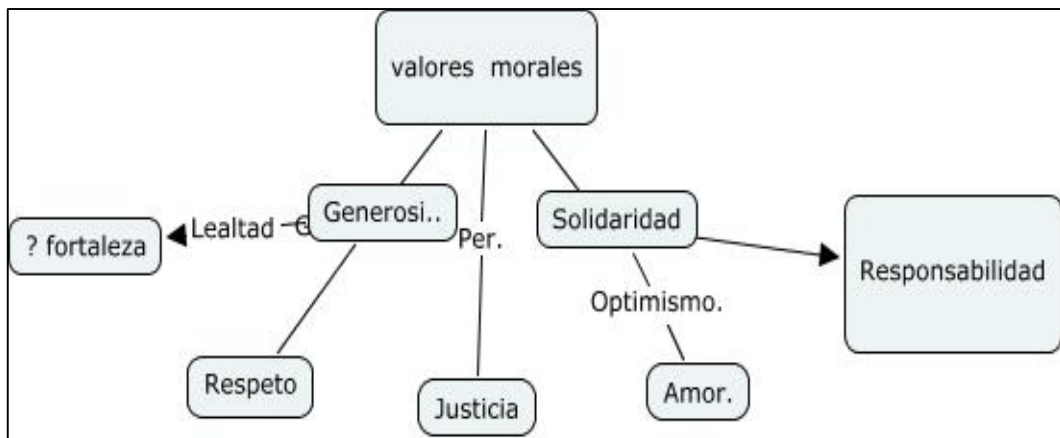 valores morales
Generosi..
Solidaridad
Lealtad
? fortaleza
Per.
Responsabilidad
Optimismo.
Respeto
Justicia
Amor.